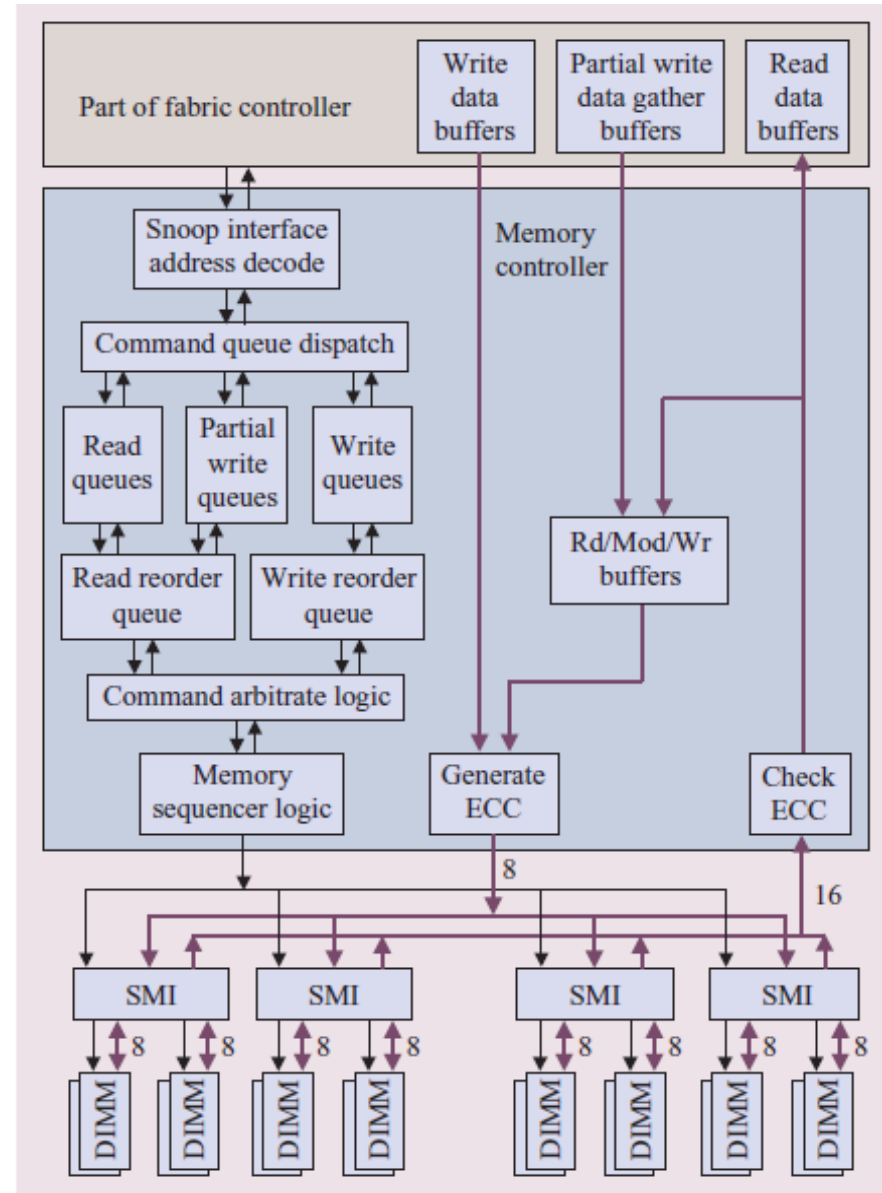 Part of fabric controller
Write
data
buffers
Partial write
data gather
buffers
Read
data
buffers
Snoop interface
address decode
Memory
controller
Command queue dispatch
Read
queues
Partial
write
queues
Write
queues
Rd/Mod/Wr
buffers
Read reorder
queue
Write reorder
queue
Command arbitrate logic
Memory
sequencer logic
Generate
ECC
Check
ECC
8
16
SMI
SMI
SMI
SMI
8
8
8
8
8
8
8
8
DIMM
DIMM
DIMM
DIMM
DIMM
DIMM
DIMM
DIMM